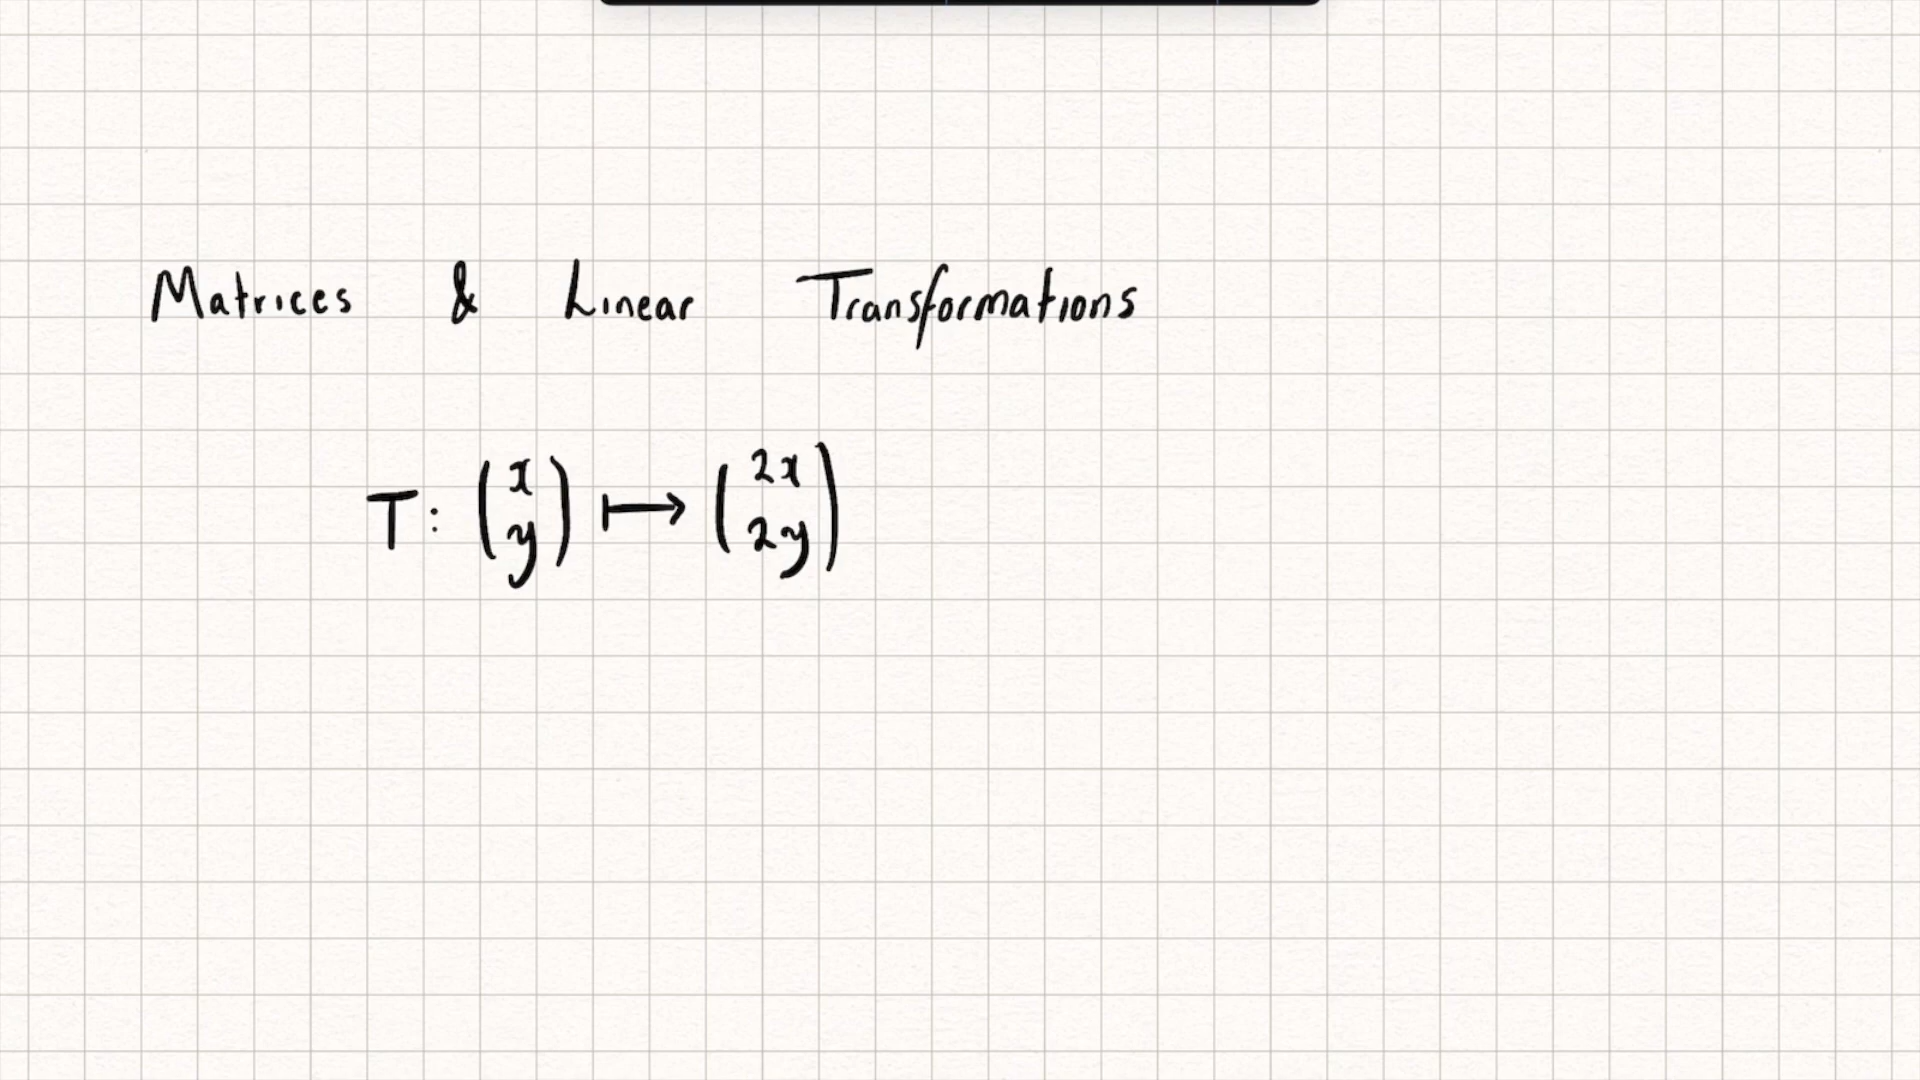 Matrices & Linear Transformations
T: (x y) ↦ (2x 2y)